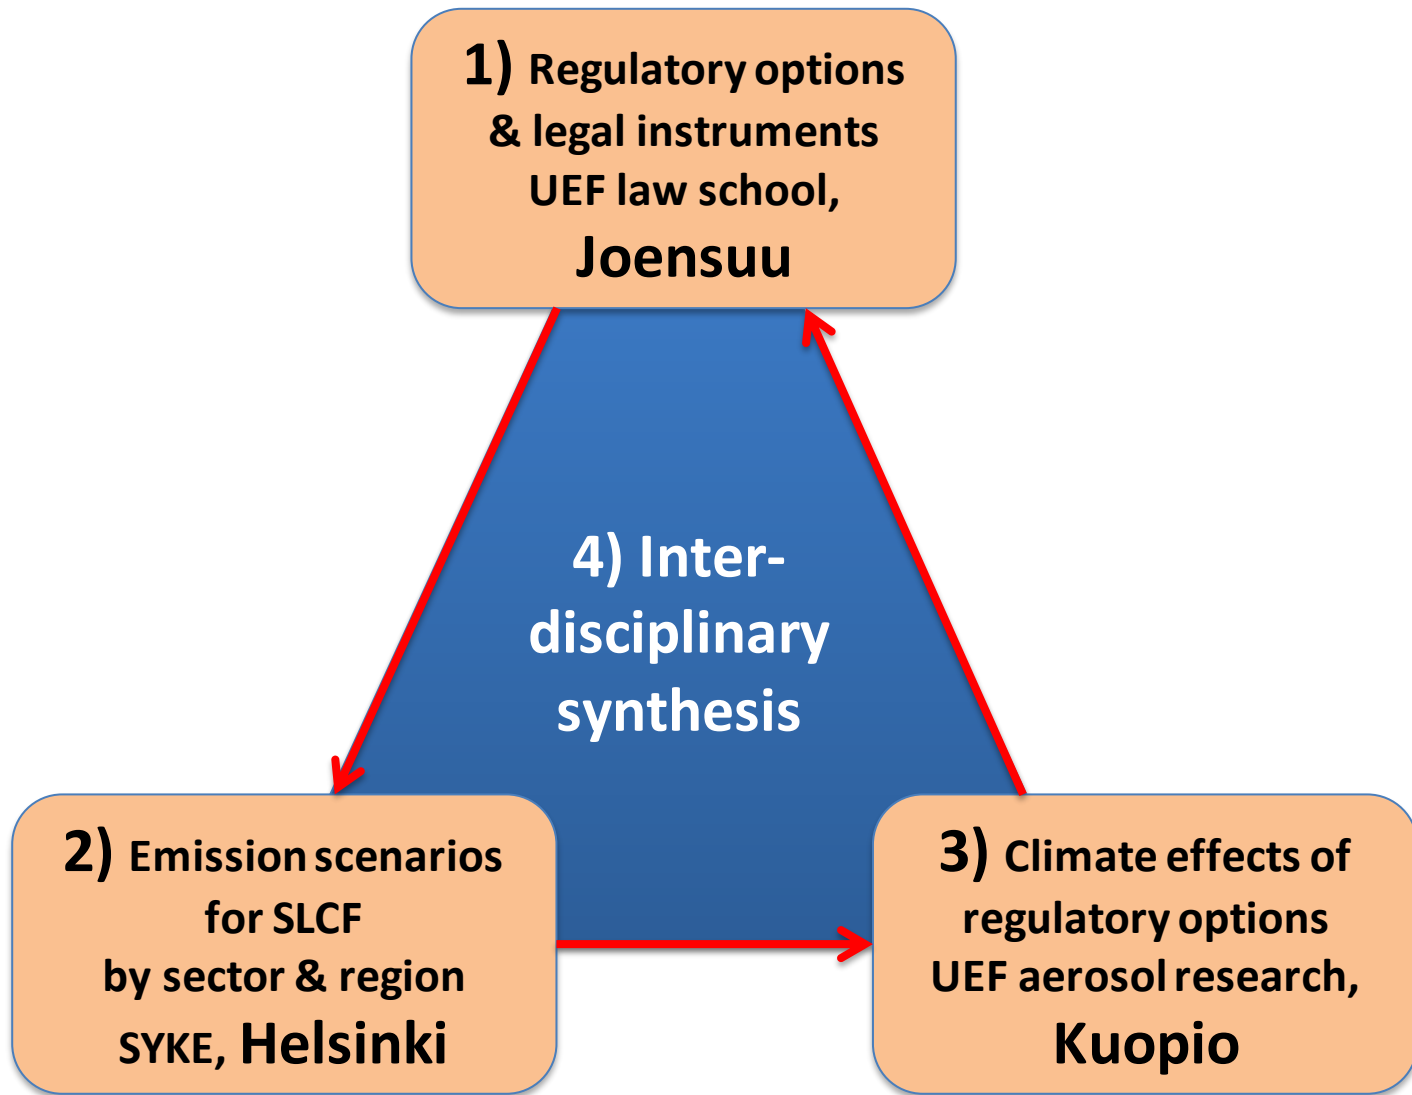 1) Regulatory options
& legal instruments
UEF law school,
Joensuu
4) Inter-
disciplinary
synthesis
2) Emission scenarios
for SLCF
by sector & region
SYKE, Helsinki
3) Climate effects of
regulatory options
UEF aerosol research,
Kuopio